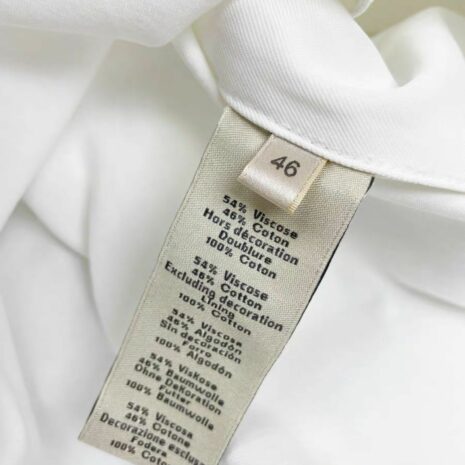 46
54% Viscose
46% Coton
Hors décoration
Doublure
100% Coton
54% Viscose
46% Cotton
Excluding decoration
Lining
100% Cotton
54% Viscosa
46% Algodón
Sin decoración
Forro
100% Algodón
54% Viskose
46% Baumwolle
Ohne Dekoration
Futter
100% Baumwolle
54% Viscosa
46% Cotone
Decorazione esclus
Fodera
100% Coton